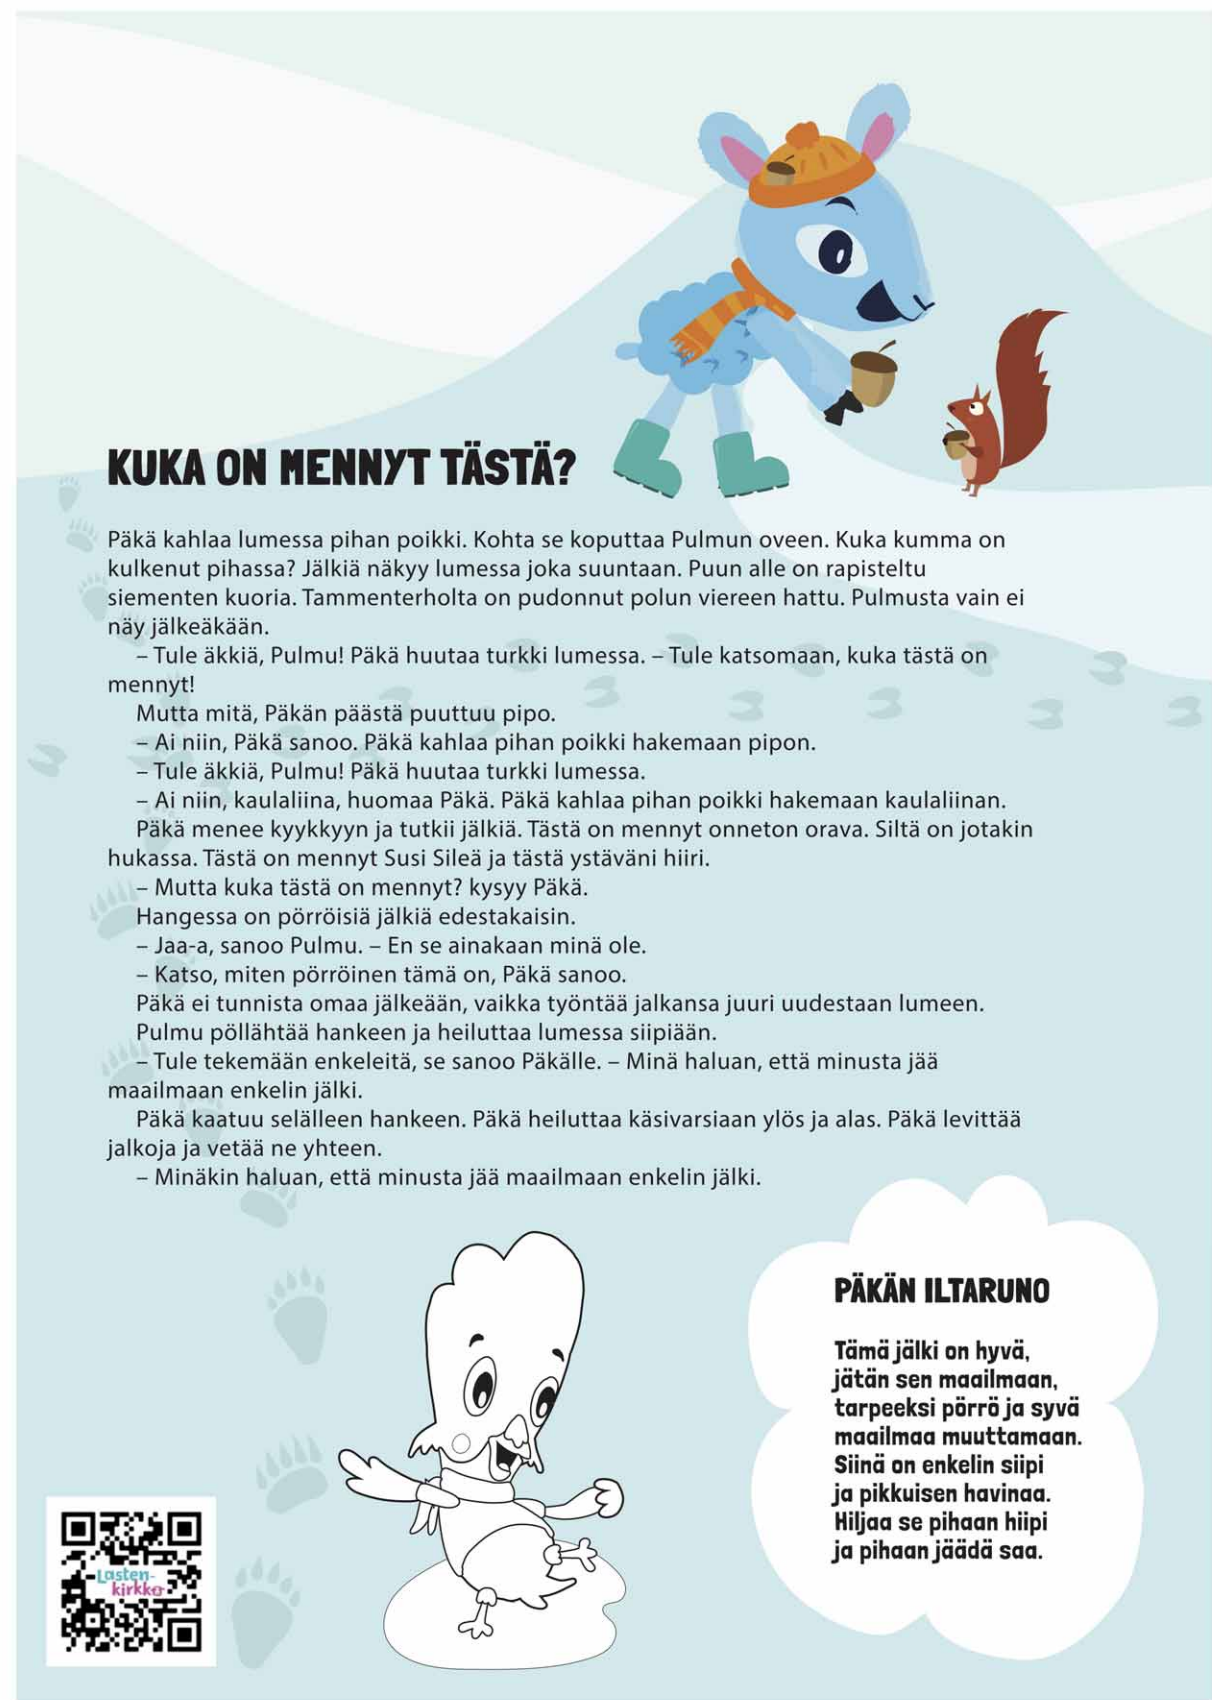 KUKA ON MENNYT TÄSTÄ?
Päkä kahlaa lumessa pihan poikki. Kohta se koputtaa Pulmun oveen. Kuka kumma on
kulkenut pihassa? Jälkiä näkyy lumessa joka suuntaan. Puun alle on rapisteltu
siementen kuoria. Tammenterholta on pudonnut polun viereen hattu. Pulmusta vain ei
näy jälkeäkään.
– Tule äkkiä, Pulmu! Päkä huutaa turkki lumessa. – Tule katsomaan, kuka tästä on
mennyt!
Mutta mitä, Päkän päästä puuttuu pipo.
– Ai niin, Päkä sanoo. Päkä kahlaa pihan poikki hakemaan pipon.
– Tule äkkiä, Pulmu! Päkä huutaa turkki lumessa.
– Ai niin, kaulaliina, huomaa Päkä. Päkä kahlaa pihan poikki hakemaan kaulaliinan.
Päkä menee kyykkyyn ja tutkii jälkiä. Tästä on mennyt onneton orava. Siltä on jotakin
hukassa. Tästä on mennyt Susi Sileä ja tästä ystäväni hiiri.
– Mutta kuka tästä on mennyt? kysyy Päkä.
Hangessa on pörröisiä jälkiä edestakaisin.
– Jaa-a, sanoo Pulmu. – En se ainakaan minä ole.
– Katso, miten pörröinen tämä on, Päkä sanoo.
Päkä ei tunnista omaa jälkeään, vaikka työntää jalkansa juuri uudestaan lumeen.
Pulmu pöllähtää hankeen ja heiluttaa lumessa siipiään.
– Tule tekemään enkeleitä, se sanoo Päkälle. – Minä haluan, että minusta jää
maailmaan enkelin jälki.
Päkä kaatuu selälleen hankeen. Päkä heiluttaa käsivarsiaan ylös ja alas. Päkä levittää
jalkoja ja vetää ne yhteen.
– Minäkin haluan, että minusta jää maailmaan enkelin jälki.
PÄKÄN ILTARUNO
Tämä jälki on hyvä,
jätän sen maailmaan,
tarpeeksi pörrö ja syvä
maailmaa muuttamaan.
Siinä on enkelin siipi
ja pikkuisen havinaa.
Hiljaa se pihaan hiipi
ja pihaan jäädä saa.
Lasten-
kirkko